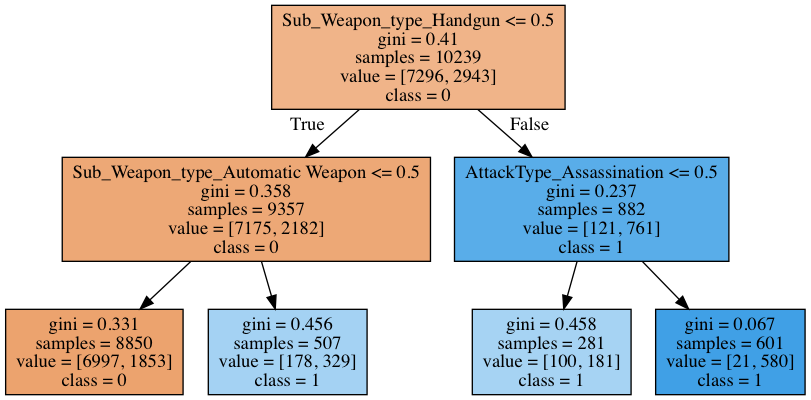 Sub_Weapon_type_Handgun <= 0.5
gini = 0.41
samples = 10239
value = [7296, 2943]
class = 0
True
False
Sub_Weapon_type_Automatic Weapon <= 0.5
gini = 0.358
samples = 9357
value = [7175, 2182]
class = 0
AttackType_Assassination <= 0.5
gini = 0.237
samples = 882
value = [121, 761]
class = 1
gini = 0.331
samples = 8850
value = [6997, 1853]
class = 0
gini = 0.456
samples = 507
value = [178, 329]
class = 1
gini = 0.458
samples = 281
value = [100, 181]
class = 1
gini = 0.067
samples = 601
value = [21, 580]
class = 1